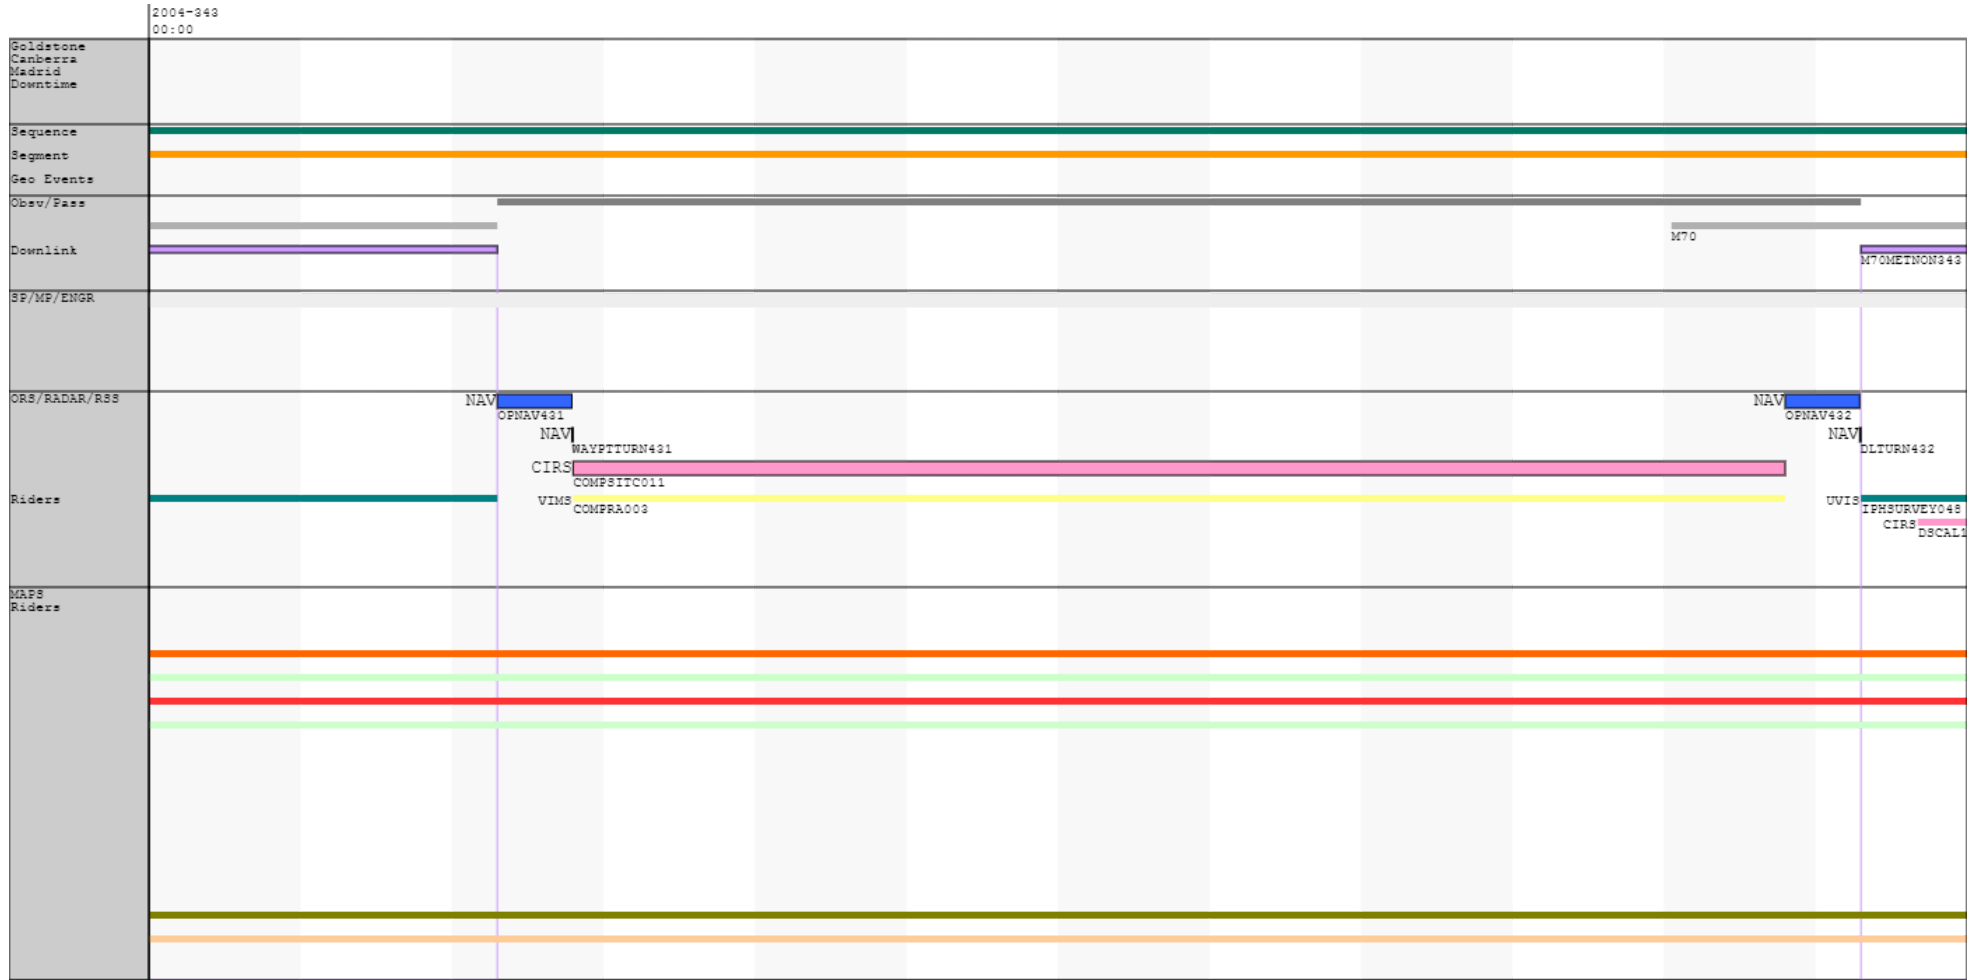 2004-343
00:00
Goldstone
Canberra
Madrid
Downtime
Sequence
Segment
Geo Events
Obsv/Pass
M70
Downlink
M70METNON343
SP/MP/ENGR
ORS/RADAR/RSS
NAV
NAV
OPNAV431
OPNAV432
NAV
NAV
WAYPTTURN431
DLTURN432
CIRS
COMPSITC011
Riders
VIMS
UVIS
COMPRA003
IPHSURVEY048
CIRS
DSCAL1
MAPS
Riders